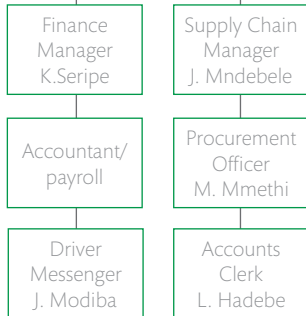 Finance
Manager
K.Seripe
Supply Chain
Manager
J. Mndebele
Accountant/
payroll
Procurement
Officer
M. Mmethi
Driver
Messenger
J. Modiba
Accounts
Clerk
L. Hadebe